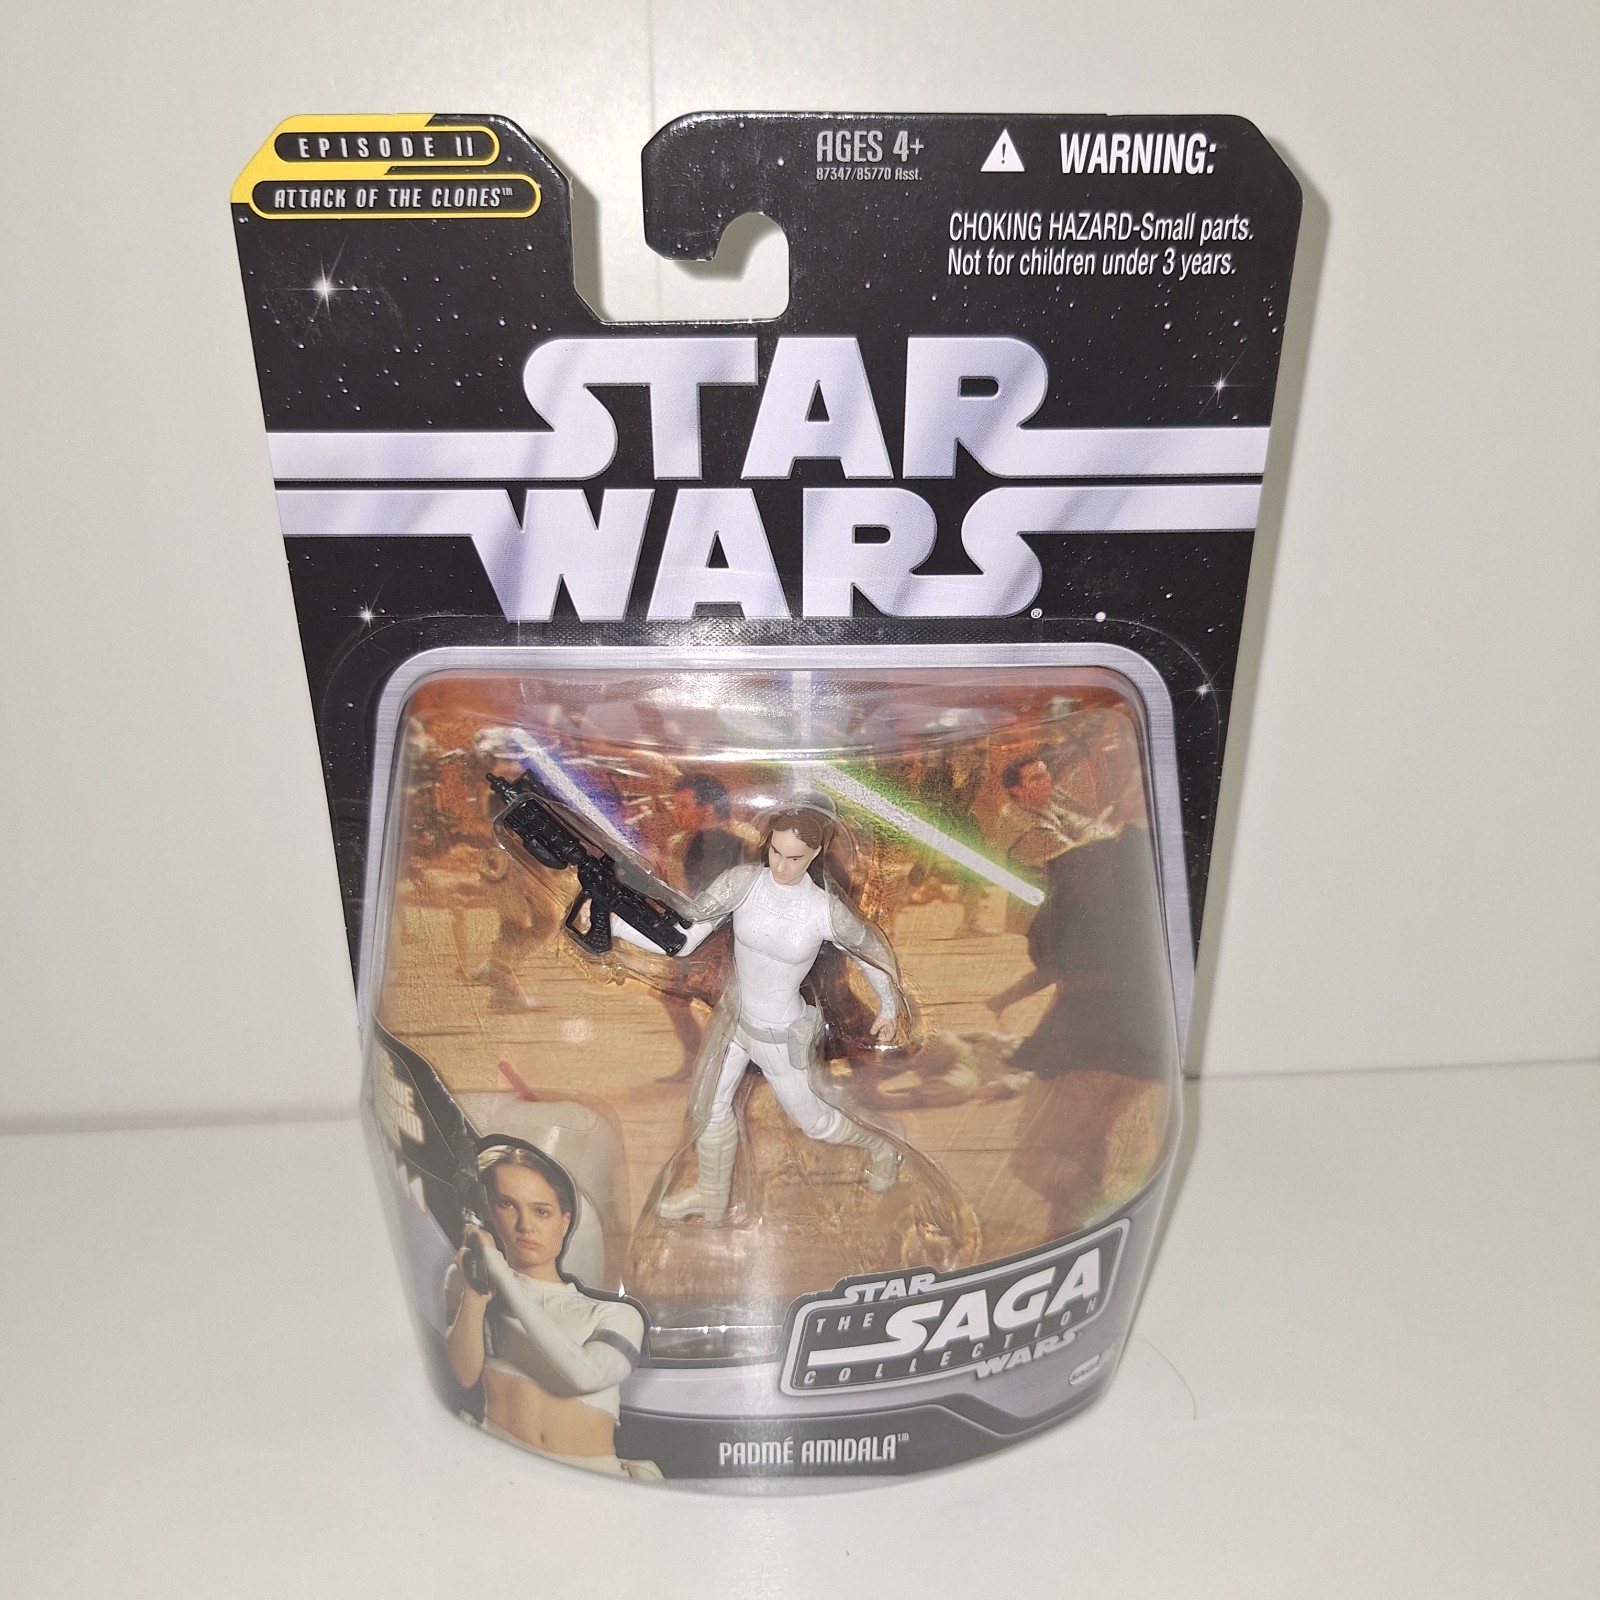 EPISODE II
ATTACK OF THE CLONES™
AGES 4+
87347/85770 Asst.
WARNING:
CHOKING HAZARD-Small parts.
Not for children under 3 years.
STAR
WARS®
STAR
THE SAGA
COLLECTION
WARS
PADMÉ AMIDALA™